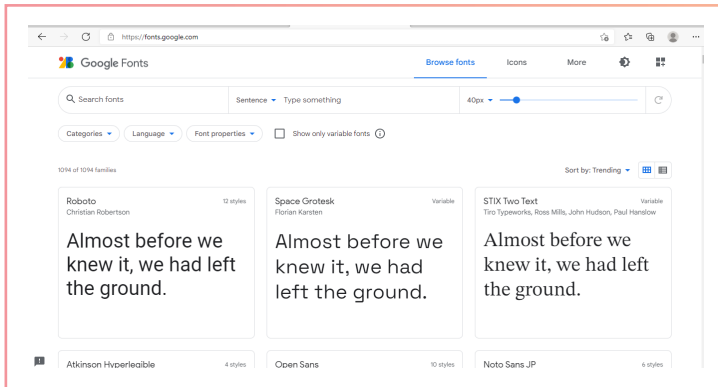 https://fonts.google.com
Google Fonts
Browse fonts
Icons
More
Search fonts
Sentence
Type something
40px
Categories
Language
Font properties
Show only variable fonts
1094 of 1094 families
Sort by: Trending
Roboto
12 styles
Christian Robertson
Almost before we
knew it, we had left
the ground.
Space Grotesk
Variable
Florian Karsten
Almost before we
knew it, we had
left the ground.
STIX Two Text
Variable
Tiro Typeworks, Ross Mills, John Hudson, Paul Hanslow
Almost before we
knew it, we had left
the ground.
Atkinson Hyperlegible
4 styles
Open Sans
10 styles
Noto Sans JP
6 styles